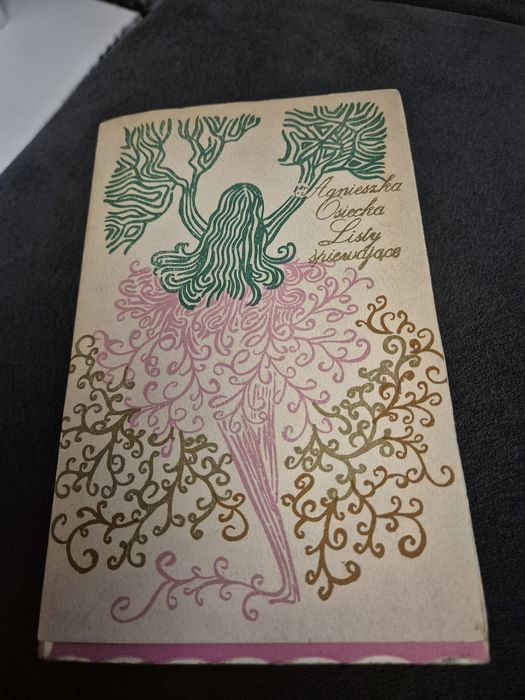 Agnieszka
Osiecka
Listy
śpiewające